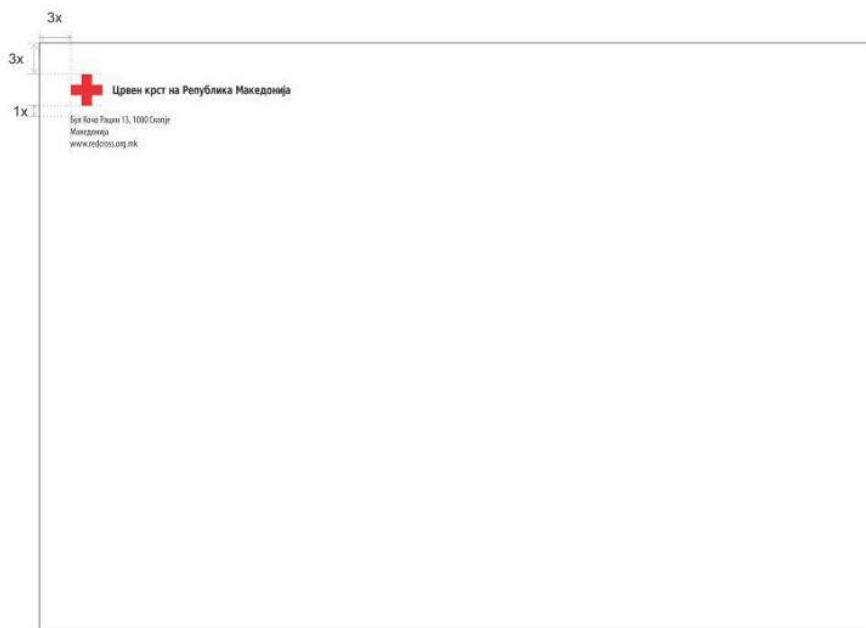 3x
3x
Црвен крст на Република Македонија
1x
Бул Кочо Рацин 13, 1000 Скопје
Македонија
www.redcross.org.mk